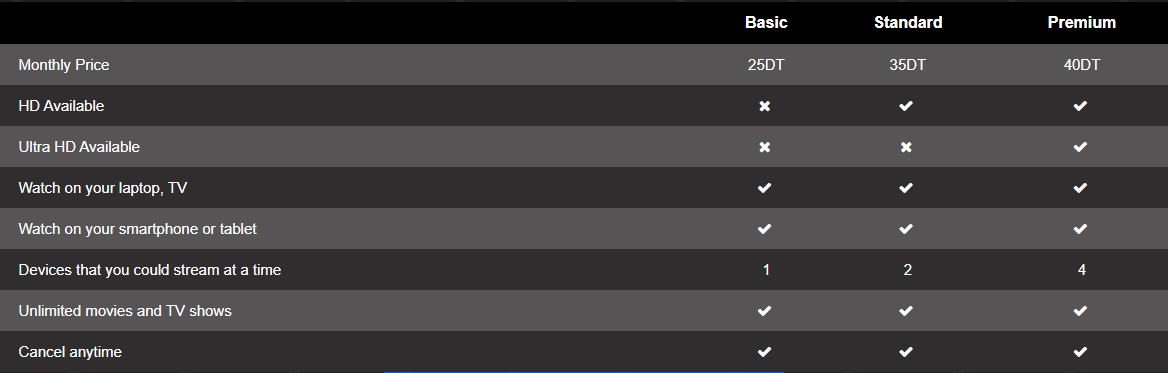 Basic Standard Premium
Monthly Price 25DT 35DT 40DT
HD Available ✖ ✔ ✔
Ultra HD Available ✖ ✖ ✔
Watch on your laptop, TV ✔ ✔ ✔
Watch on your smartphone or tablet ✔ ✔ ✔
Devices that you could stream at a time 1 2 4
Unlimited movies and TV shows ✔ ✔ ✔
Cancel anytime ✔ ✔ ✔